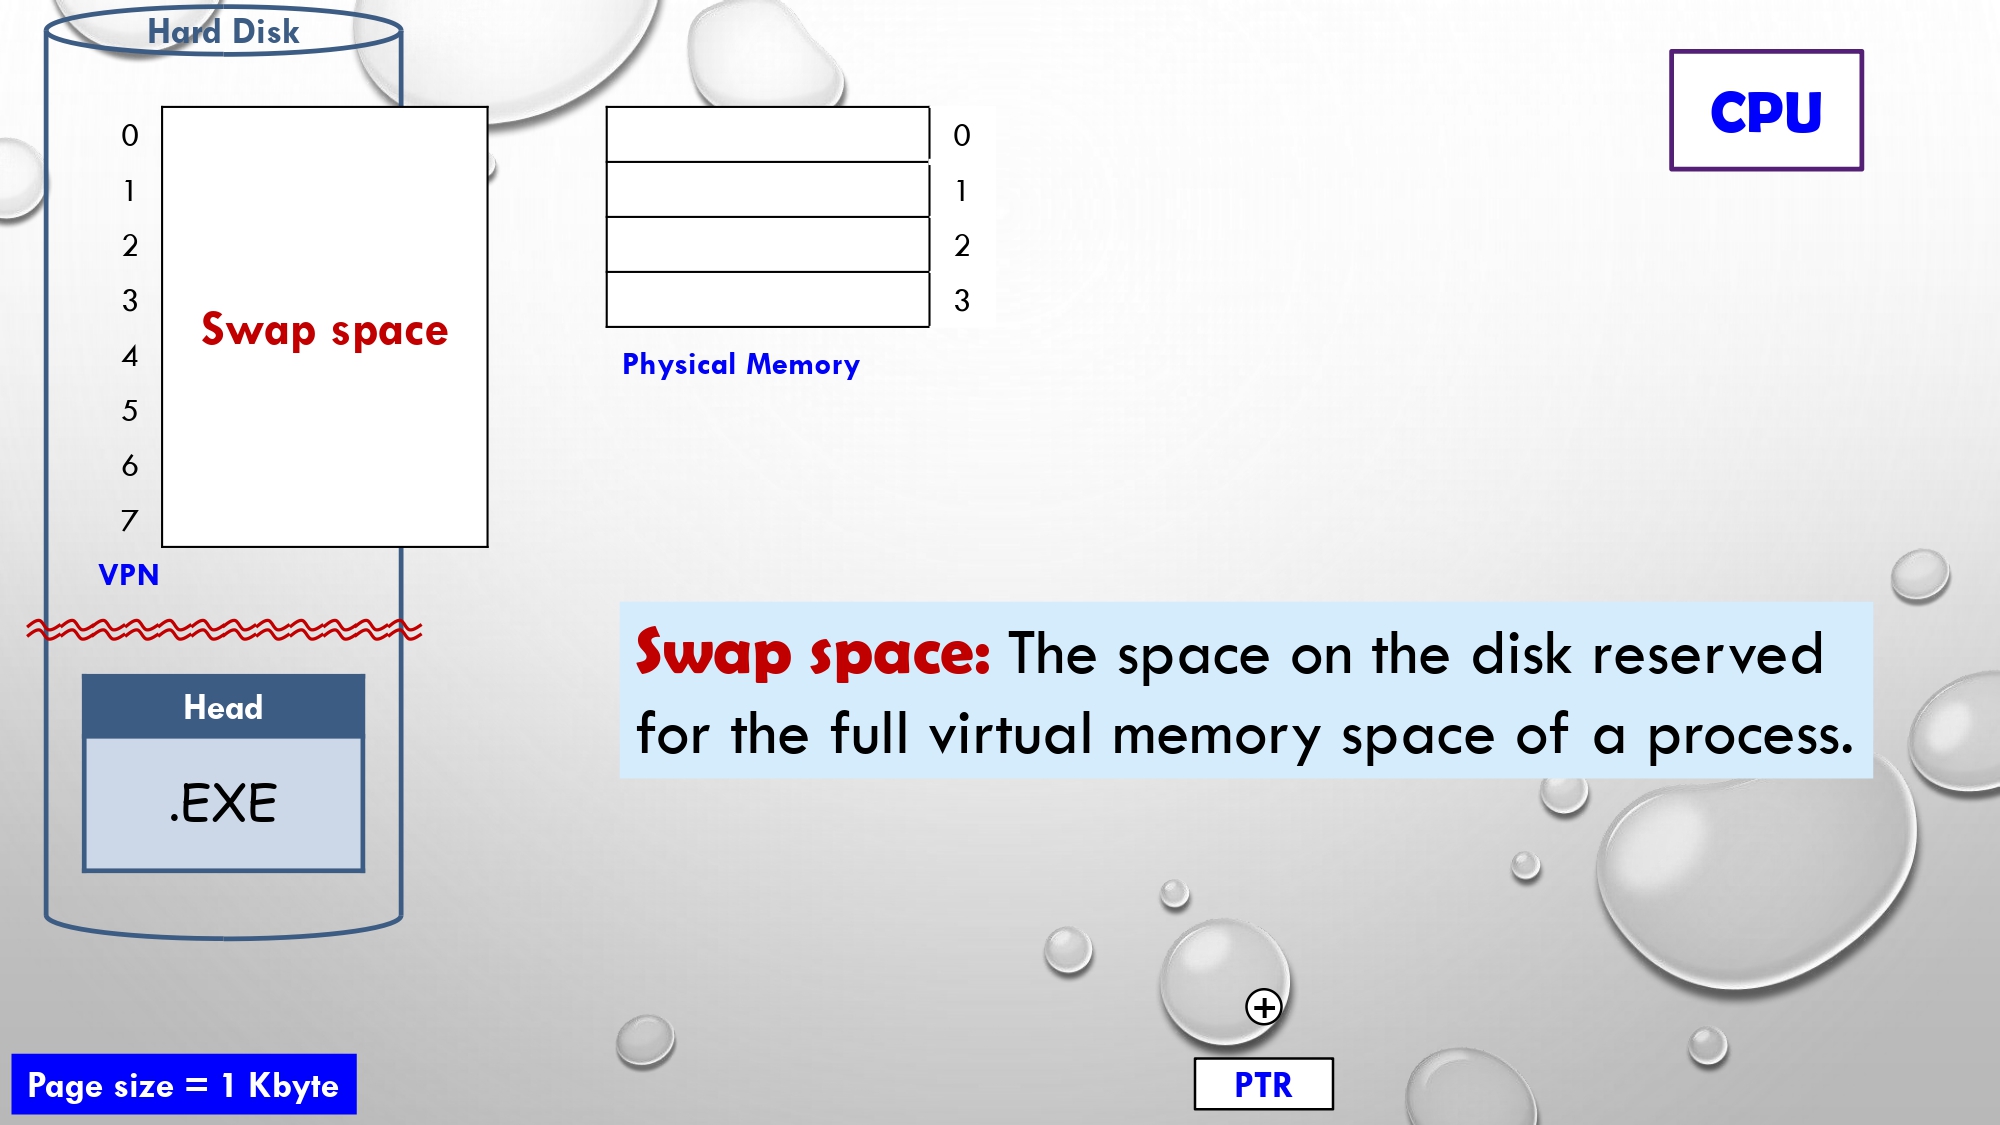 Hard Disk
CPU
0
1
2
3
4
5
6
7
Swap space
VPN
0
1
2
3
Physical Memory
Swap space: The space on the disk reserved
for the full virtual memory space of a process.
Head
.EXE
+
Page size = 1 Kbyte
PTR